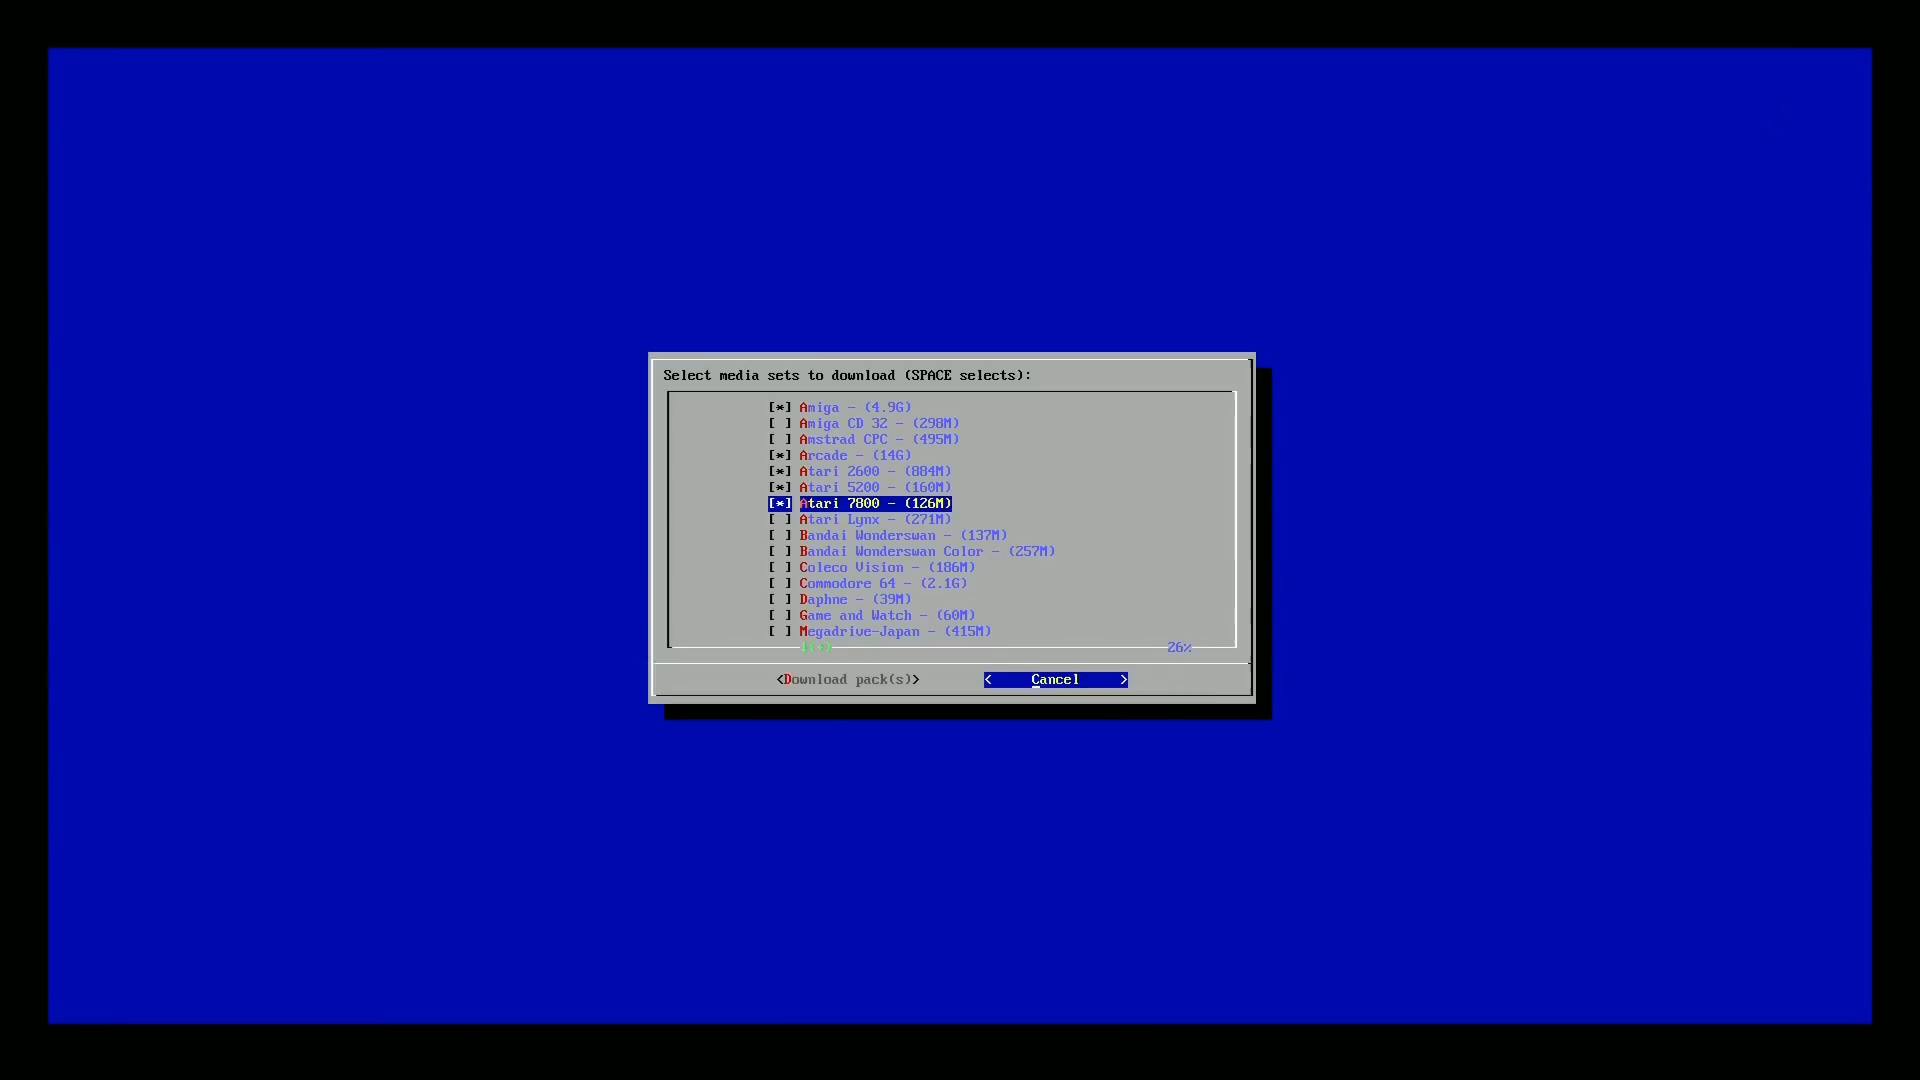 Select media sets to download (SPACE selects):
[*] Amiga - (4.9G)
[ ] Amiga CD 32 - (298M)
[ ] Amstrad CPC - (495M)
[*] Arcade - (14G)
[*] Atari 2600 - (884M)
[*] Atari 5200 - (160M)
[*] Atari 7800 - (126M)
[ ] Atari Lynx - (271M)
[ ] Bandai Wonderswan - (137M)
[ ] Bandai Wonderswan Color - (257M)
[ ] Coleco Vision - (186M)
[ ] Commodore 64 - (2.1G)
[ ] Daphne - (39M)
[ ] Game and Watch - (60M)
[ ] Megadrive-Japan - (415M)
↓(+) 26%
<Download pack(s)> < Cancel >